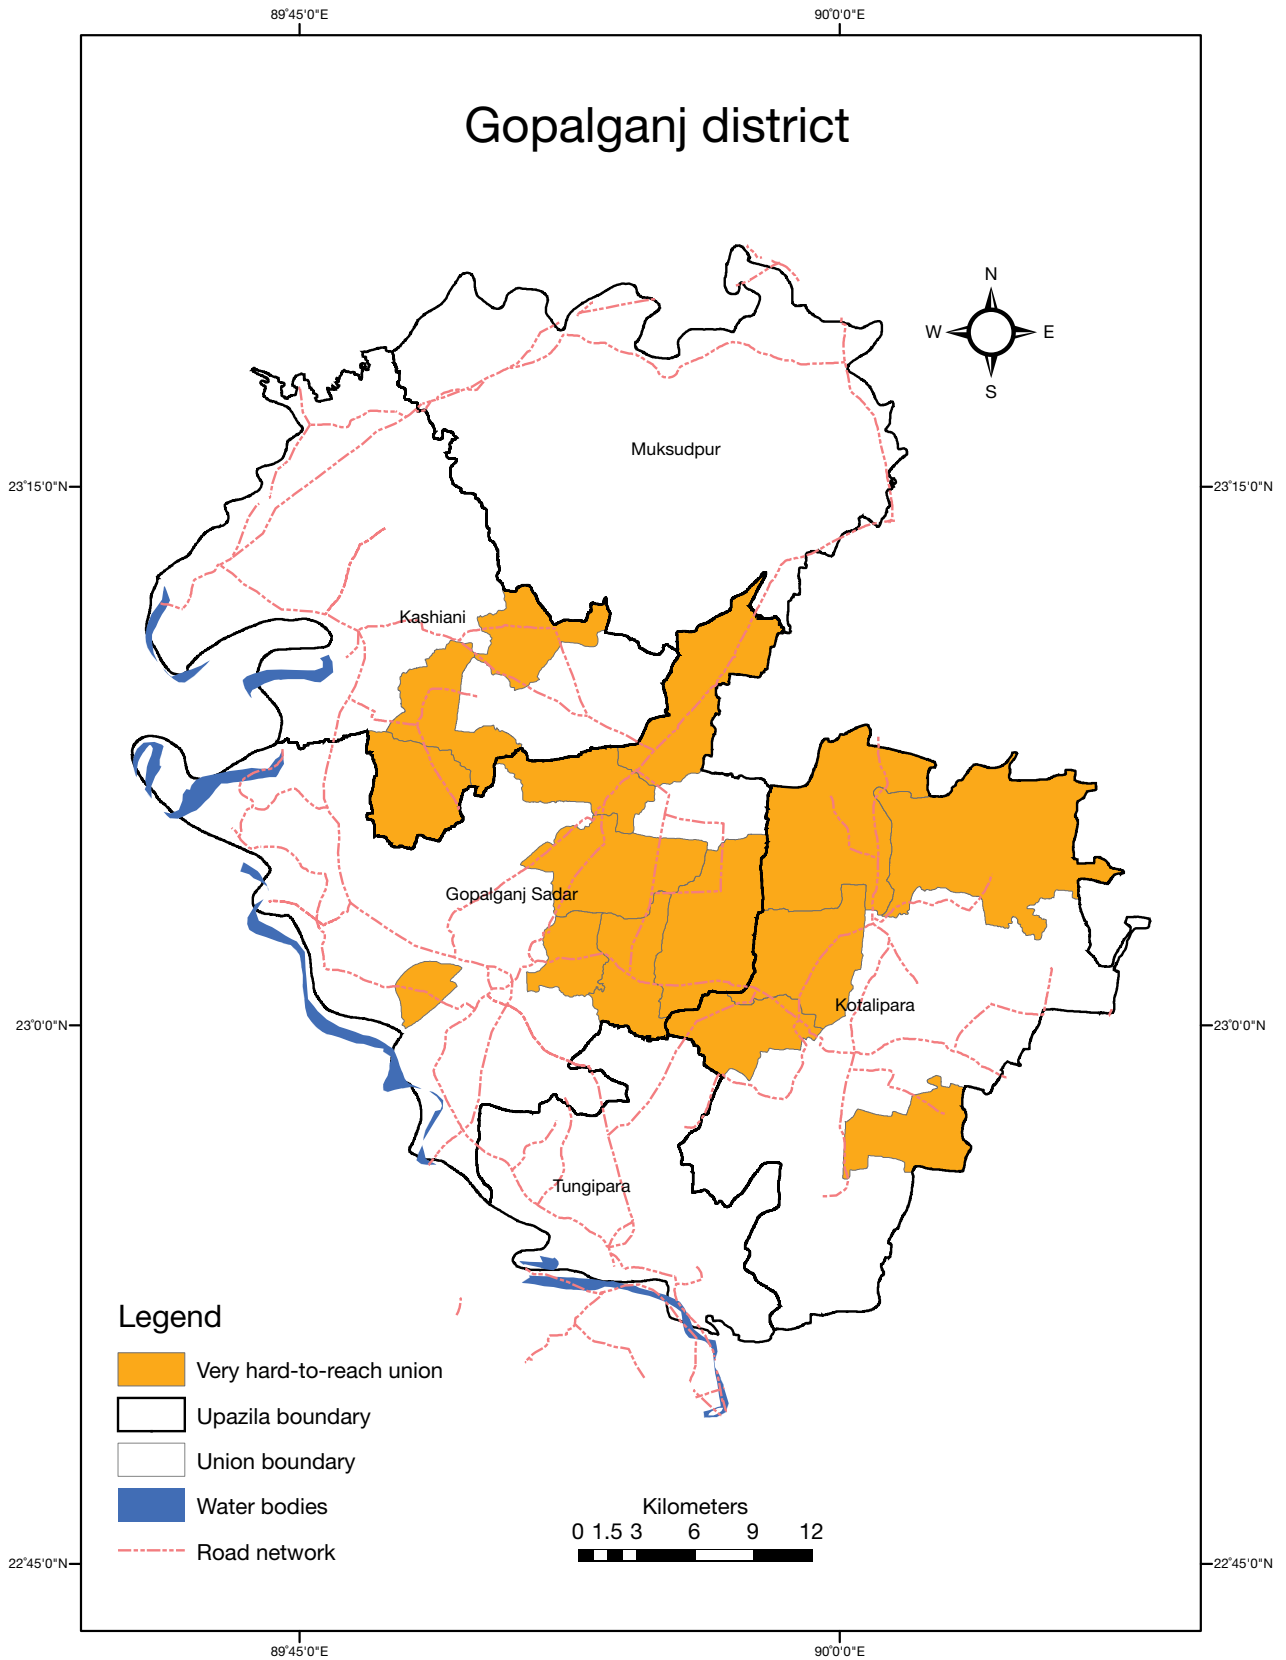 89°45'0"E 90°0'0"E
Gopalganj district
N
W E
S
Muksudpur
23°15'0"N 23°15'0"N
Kashiani
Gopalganj Sadar
Kotalipara
23°0'0"N 23°0'0"N
Tungipara
Legend
Very hard-to-reach union
Upazila boundary
Union boundary
Water bodies
Road network
Kilometers
0 1.5 3 6 9 12
22°45'0"N 22°45'0"N
89°45'0"E 90°0'0"E